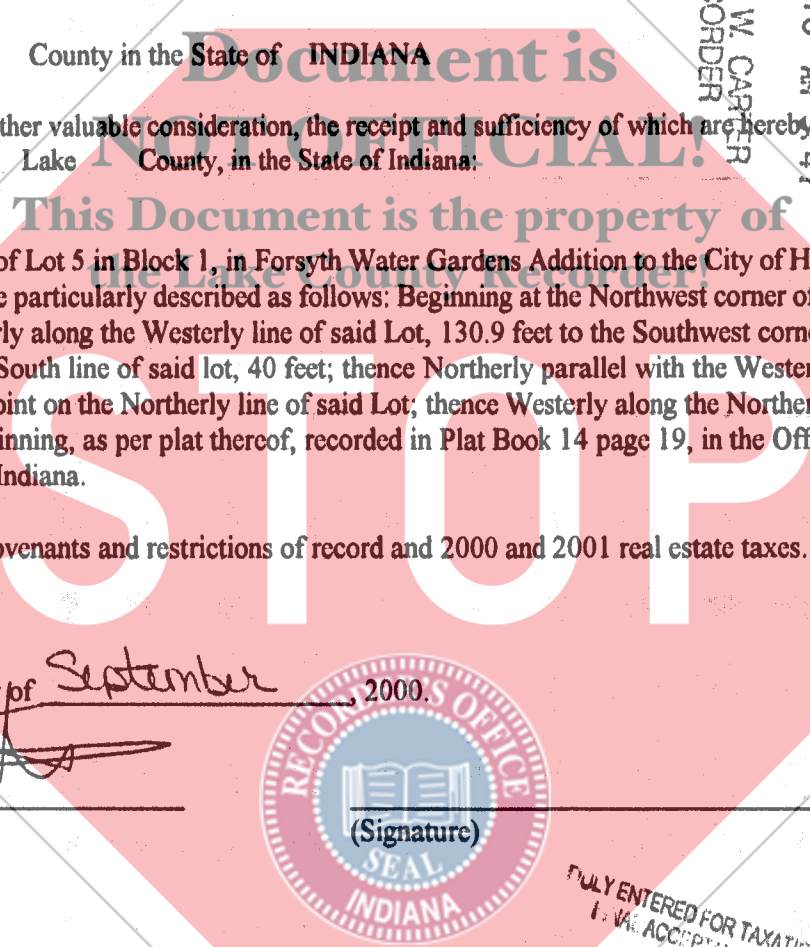 W. CARTER
CORDER
County in the State of INDIANA
Document is
ther valuable consideration, the receipt and sufficiency of which are hereby
NOT OFFICIAL!
Lake County, in the State of Indiana:
This Document is the property of
of Lot 5 in Block 1, in Forsyth Water Gardens Addition to the City of H
the Lake County Recorder!
e particularly described as follows: Beginning at the Northwest corner of
rly along the Westerly line of said Lot, 130.9 feet to the Southwest corne
South line of said lot, 40 feet; thence Northerly parallel with the Wester
oint on the Northerly line of said Lot; thence Westerly along the Norther
inning, as per plat thereof, recorded in Plat Book 14 page 19, in the Off
Indiana.
STOP
ovenants and restrictions of record and 2000 and 2001 real estate taxes.
of September, 2000.
RECORDER'S OFFICE
(Signature)
SEAL
INDIANA
DULY ENTERED FOR TAXATI